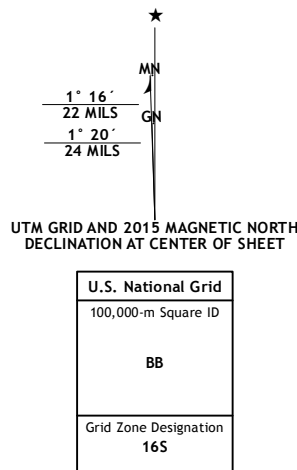 MN
1° 16´
22 MILS
GN
1° 20´
24 MILS
UTM GRID AND 2015 MAGNETIC NORTH
DECLINATION AT CENTER OF SHEET
U.S. National Grid
100,000-m Square ID
BB
Grid Zone Designation
16S